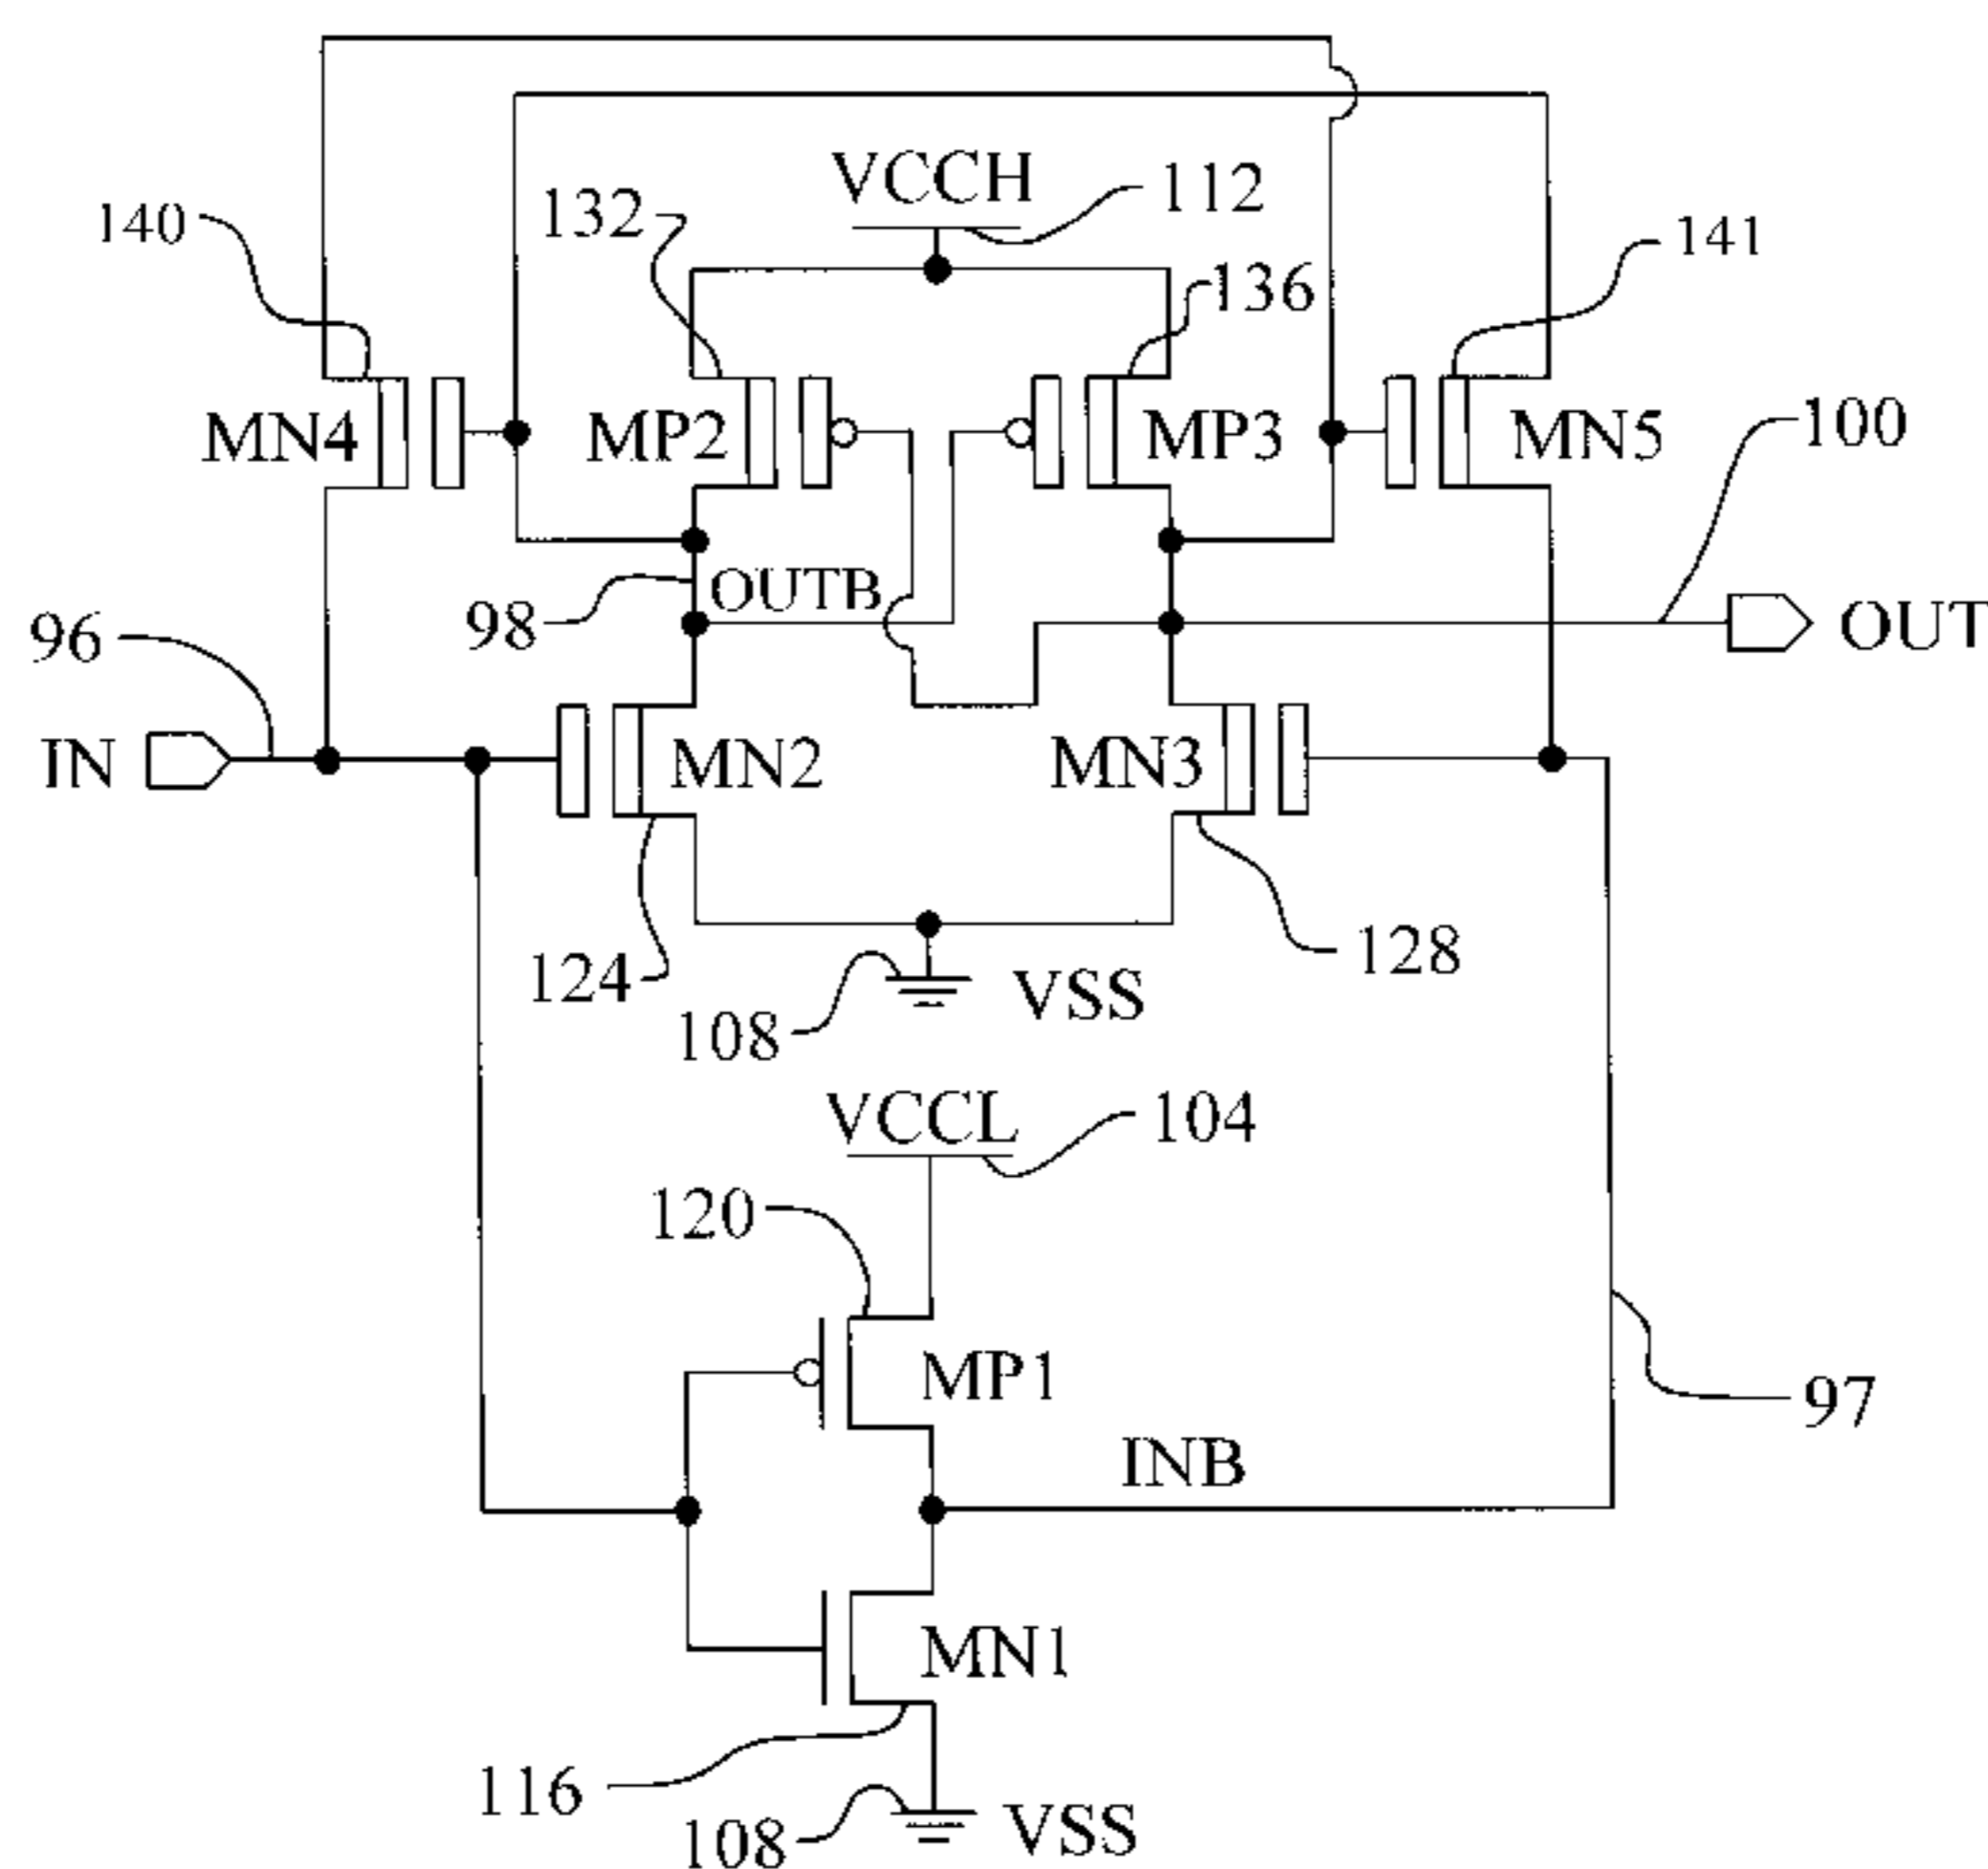 VCCH
112
132
140
141
136
MN4
MP2
MP3
MN5
100
OUTB
98
96
OUT
IN
MN2
MN3
124
128
VSS
108
VCCL
104
120
MP1
97
INB
MN1
116
VSS
108